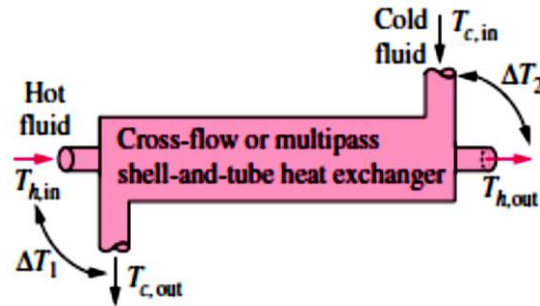 Cold
fluid
T_c,in
ΔT_2
Hot
fluid
Cross-flow or multipass
shell-and-tube heat exchanger
T_h,in
T_h,out
ΔT_1
T_c,out